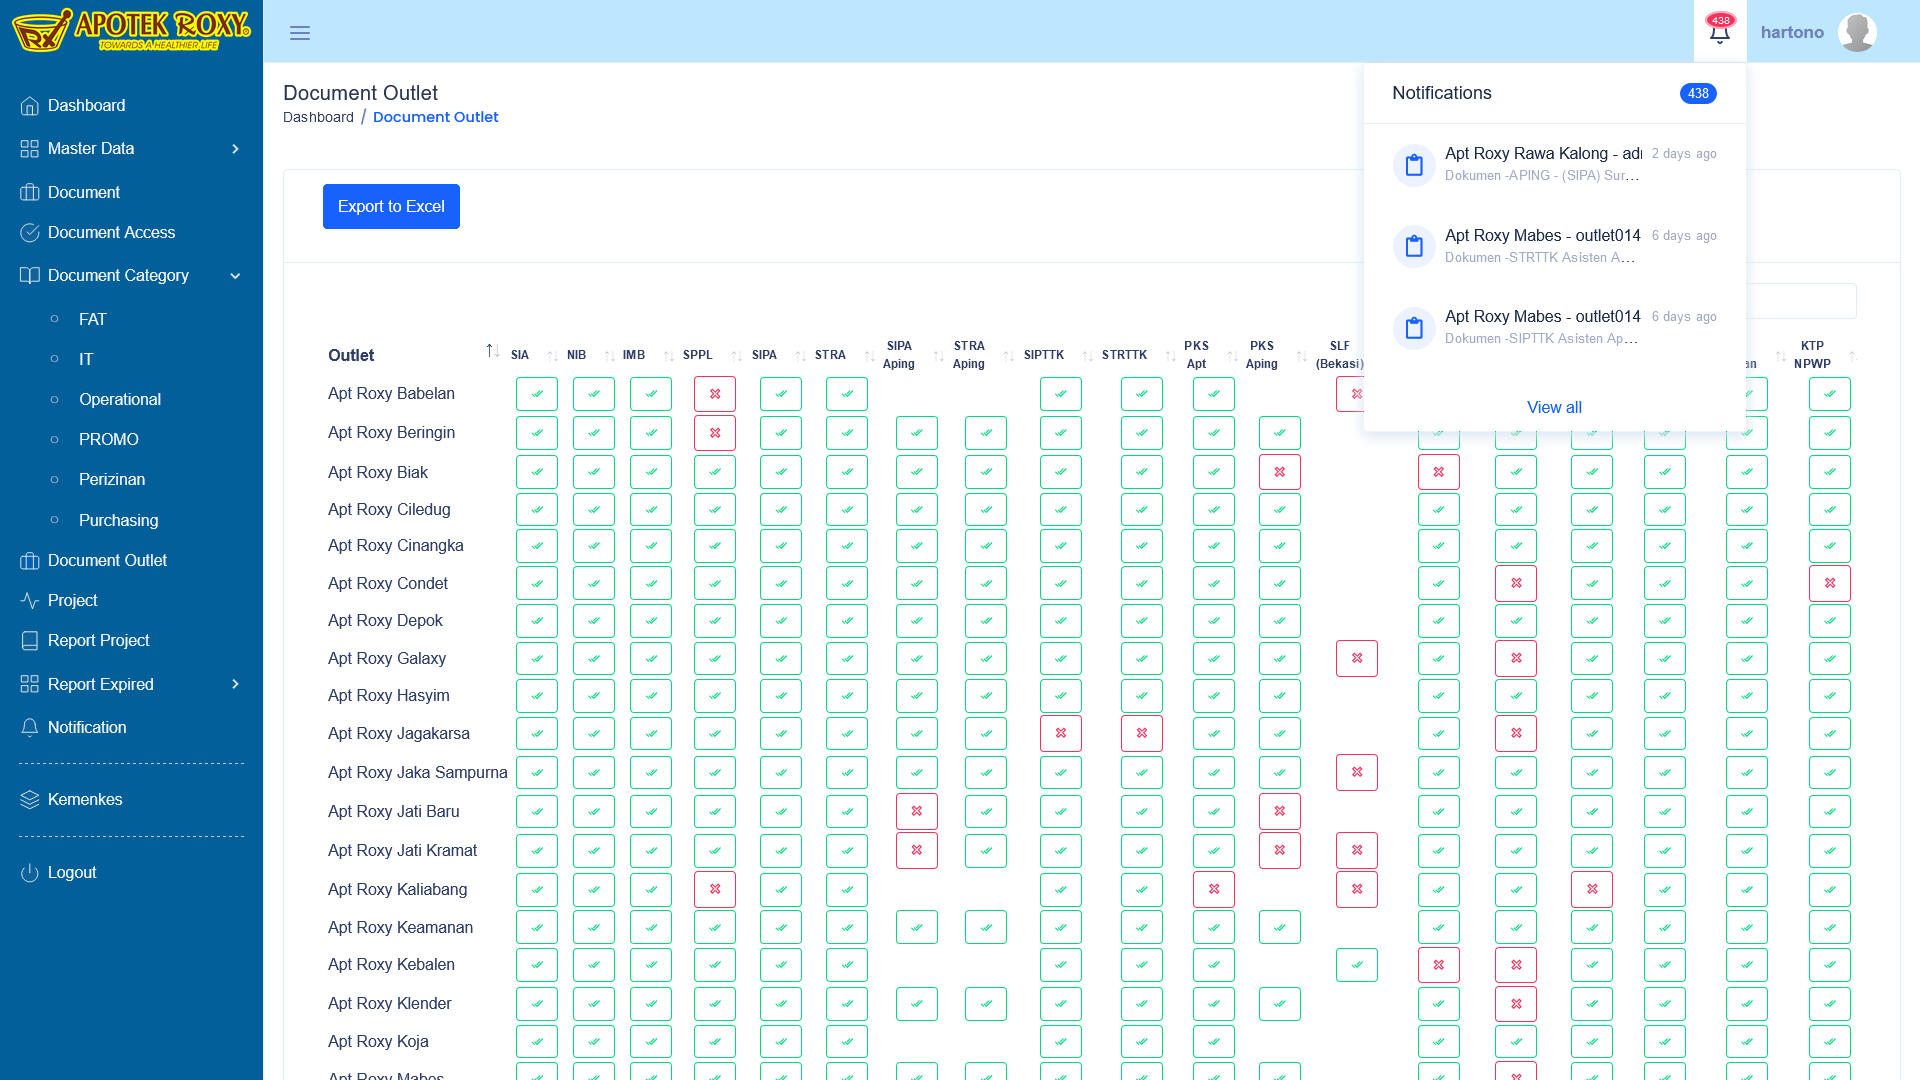 APOTEK ROXY
TOWARDS A HEALTHIER LIFE
RX
438
hartono
Dashboard
Master Data
Document
Document Access
Document Category
FAT
IT
Operational
PROMO
Perizinan
Purchasing
Document Outlet
Project
Report Project
Report Expired
Notification
Kemenkes
Logout
Document Outlet
Dashboard / Document Outlet
Export to Excel
Notifications 438
Apt Roxy Rawa Kalong - adm 2 days ago
Dokumen -APING - (SIPA) Sur...
Apt Roxy Mabes - outlet014 6 days ago
Dokumen -STRTTK Asisten A...
Apt Roxy Mabes - outlet014 6 days ago
Dokumen -SIPTTK Asisten Ap...
View all
Outlet SIA NIB IMB SPPL SIPA STRA SIPA Aping STRA Aping SIPTTK STRTTK PKS Apt PKS Aping SLF (Bekasi) KTP NPWP
Apt Roxy Babelan
Apt Roxy Beringin
Apt Roxy Biak
Apt Roxy Ciledug
Apt Roxy Cinangka
Apt Roxy Condet
Apt Roxy Depok
Apt Roxy Galaxy
Apt Roxy Hasyim
Apt Roxy Jagakarsa
Apt Roxy Jaka Sampurna
Apt Roxy Jati Baru
Apt Roxy Jati Kramat
Apt Roxy Kaliabang
Apt Roxy Keamanan
Apt Roxy Kebalen
Apt Roxy Klender
Apt Roxy Koja
Apt Roxy Mabes